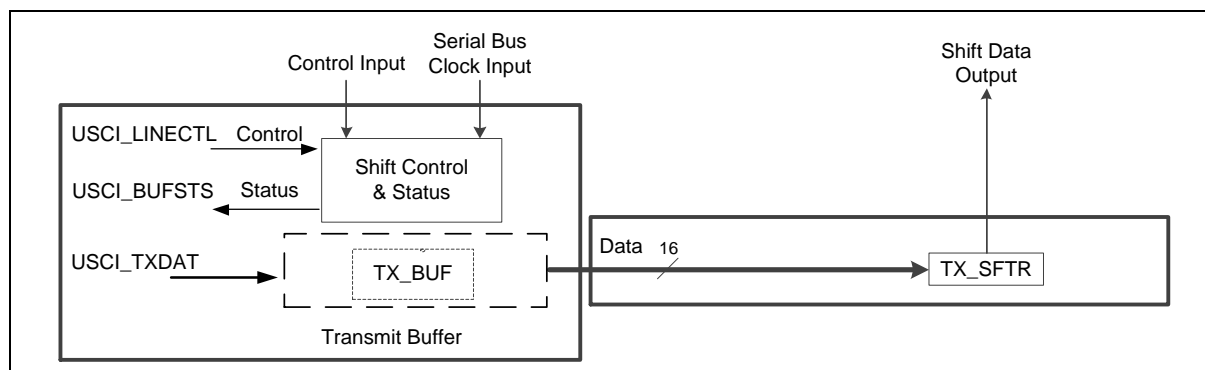 Serial Bus
Clock Input
Control Input
Shift Data
Output
USCI_LINECTL
Control
Shift Control
& Status
USCI_BUFSTS
Status
USCI_TXDAT
TX_BUF
Transmit Buffer
Data
16
TX_SFTR